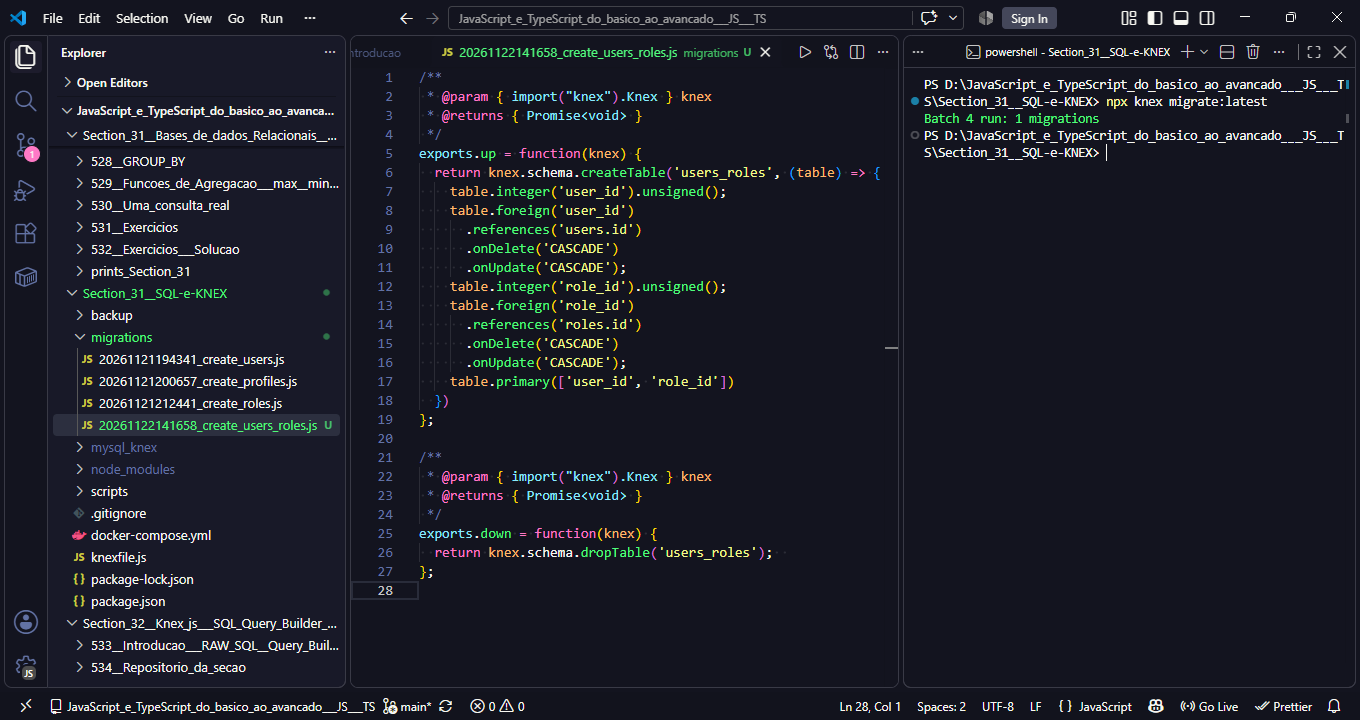 File Edit Selection View Go Run ··· JavaScript_e_TypeScript_do_basico_ao_avancado___JS___TS Sign In
Explorer
Open Editors
JavaScript_e_TypeScript_do_basico_ao_avanca...
Section_31__Bases_de_dados_Relacionais__...
528__GROUP_BY
529__Funcoes_de_Agregacao___max__min...
530__Uma_consulta_real
531__Exercicios
532__Exercicios___Solucao
prints_Section_31
Section_31__SQL-e-KNEX
backup
migrations
JS 20261121194341_create_users.js
JS 20261121200657_create_profiles.js
JS 20261121212441_create_roles.js
JS 20261122141658_create_users_roles.js U
mysql_knex
node_modules
scripts
.gitignore
docker-compose.yml
JS knexfile.js
{} package-lock.json
{} package.json
Section_32__Knex_js___SQL_Query_Builder_...
533__Introducao___RAW_SQL__Query_Buil...
534__Repositorio_da_secao
1
JS
ntroducao JS 20261122141658_create_users_roles.js migrations U
1 /**
2  * @param { import("knex").Knex } knex
3  * @returns { Promise<void> }
4  */
5 exports.up = function(knex) {
6   return knex.schema.createTable('users_roles', (table) => {
7     table.integer('user_id').unsigned();
8     table.foreign('user_id')
9       .references('users.id')
10       .onDelete('CASCADE')
11       .onUpdate('CASCADE');
12     table.integer('role_id').unsigned();
13     table.foreign('role_id')
14       .references('roles.id')
15       .onDelete('CASCADE')
16       .onUpdate('CASCADE');
17     table.primary(['user_id', 'role_id'])
18   })
19 };
20
21 /**
22  * @param { import("knex").Knex } knex
23  * @returns { Promise<void> }
24  */
25 exports.down = function(knex) {
26   return knex.schema.dropTable('users_roles');
27 };
28
powershell - Section_31__SQL-e-KNEX
PS D:\JavaScript_e_TypeScript_do_basico_ao_avancado___JS___T
S\Section_31__SQL-e-KNEX> npx knex migrate:latest
Batch 4 run: 1 migrations
PS D:\JavaScript_e_TypeScript_do_basico_ao_avancado___JS___T
S\Section_31__SQL-e-KNEX>
JavaScript_e_TypeScript_do_basico_ao_avancado___JS___TS main* 0 0 Ln 28, Col 1 Spaces: 2 UTF-8 LF {} JavaScript Go Live Prettier